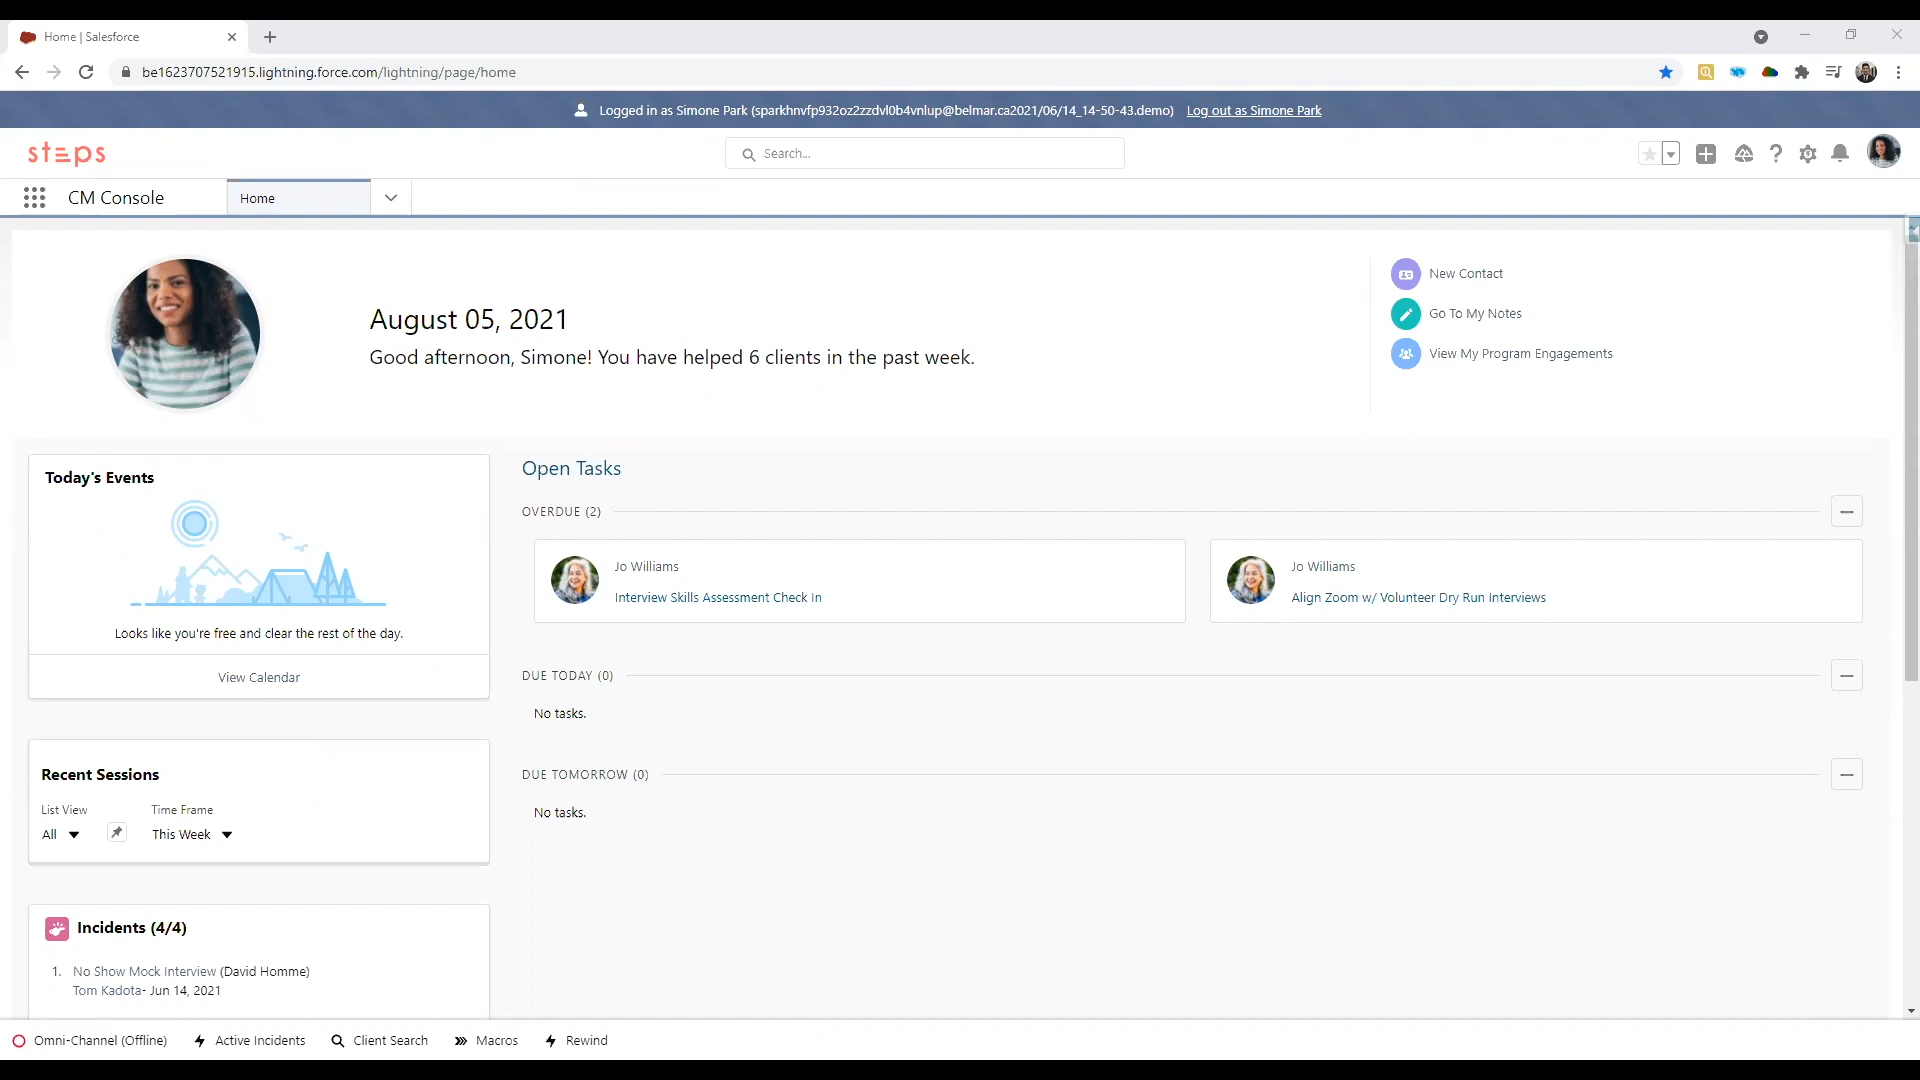 Home | Salesforce
be1623707521915.lightning.force.com/lightning/page/home
Logged in as Simone Park (sparkhnvfp932oz2zzdvl0b4vnlup@belmar.ca2021/06/14_14-50-43.demo) Log out as Simone Park
steps
Search...
CM Console
Home
August 05, 2021
Good afternoon, Simone! You have helped 6 clients in the past week.
New Contact
Go To My Notes
View My Program Engagements
Today's Events
Looks like you're free and clear the rest of the day.
View Calendar
Open Tasks
OVERDUE (2)
Jo Williams
Interview Skills Assessment Check In
Jo Williams
Align Zoom w/ Volunteer Dry Run Interviews
DUE TODAY (0)
No tasks.
DUE TOMORROW (0)
No tasks.
Recent Sessions
List View Time Frame
All This Week
Incidents (4/4)
1. No Show Mock Interview (David Homme)
Tom Kadota- Jun 14, 2021
Omni-Channel (Offline) Active Incidents Client Search Macros Rewind